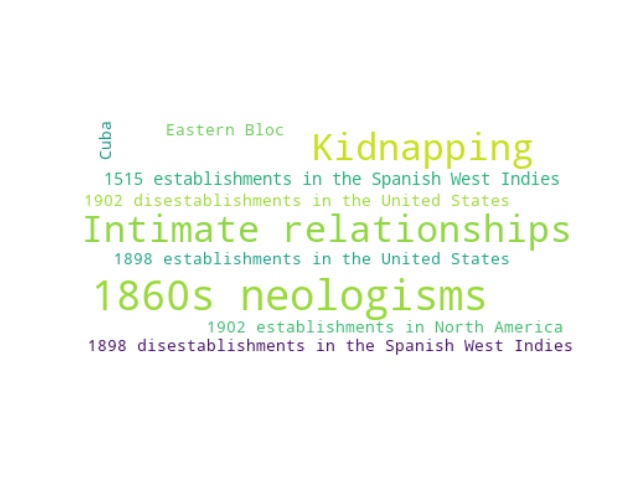 Cuba
Eastern Bloc
Kidnapping
1515 establishments in the Spanish West Indies
1902 disestablishments in the United States
Intimate relationships
1898 establishments in the United States
1860s neologisms
1902 establishments in North America
1898 disestablishments in the Spanish West Indies